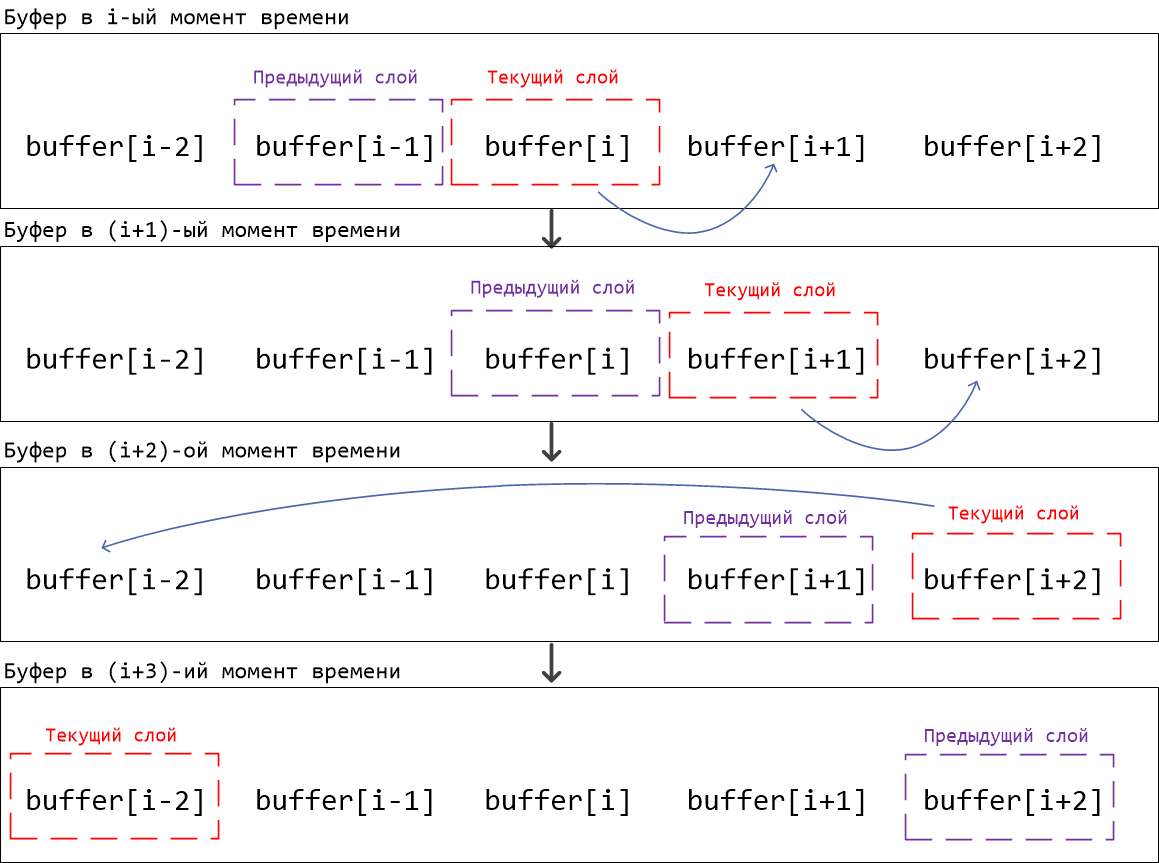 Буфер в i-ый момент времени
Предыдущий слой Текущий слой
buffer[i-2] buffer[i-1] buffer[i] buffer[i+1] buffer[i+2]
Буфер в (i+1)-ый момент времени
Предыдущий слой Текущий слой
buffer[i-2] buffer[i-1] buffer[i] buffer[i+1] buffer[i+2]
Буфер в (i+2)-ой момент времени
Предыдущий слой Текущий слой
buffer[i-2] buffer[i-1] buffer[i] buffer[i+1] buffer[i+2]
Буфер в (i+3)-ий момент времени
Текущий слой Предыдущий слой
buffer[i-2] buffer[i-1] buffer[i] buffer[i+1] buffer[i+2]